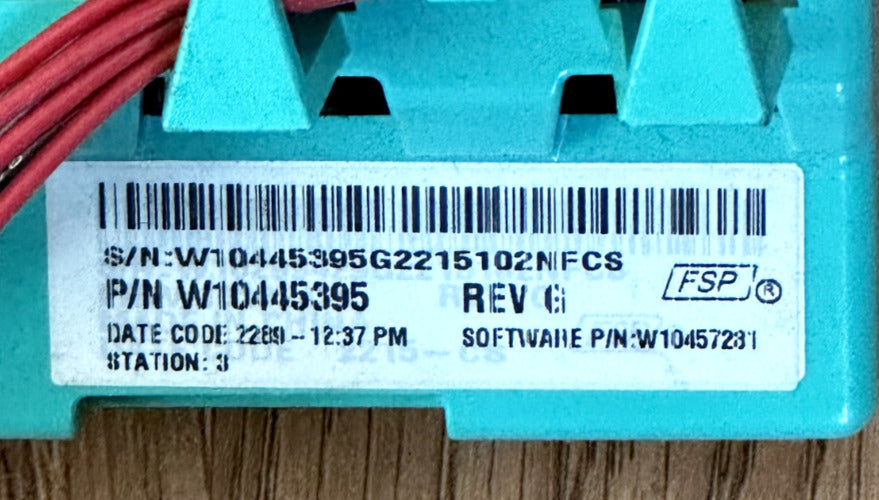 S/N:W10445395G2215102NFCS
P/N W10445395 REV G
FSP ®
DATE CODE 2289-12:37 PM SOFTWARE P/N:W10457231
STATION: 3